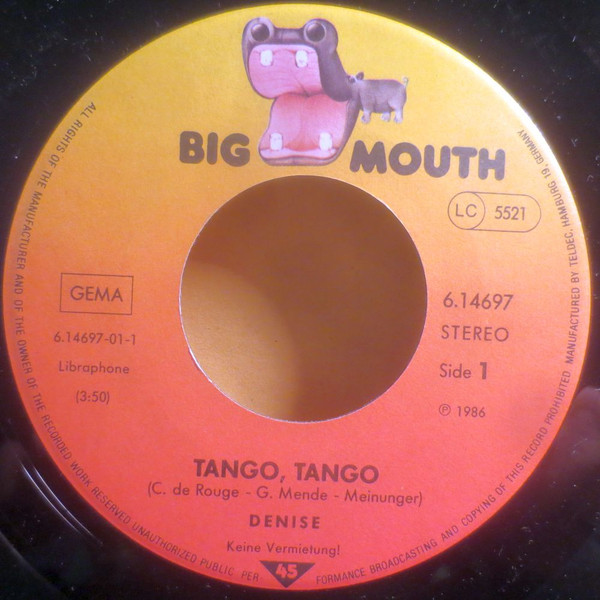 BIG MOUTH
LC 5521
GEMA
6.14697-01-1
Libraphone
(3:50)
6.14697
STEREO
Side 1
℗ 1986
TANGO, TANGO
(C. de Rouge - G. Mende - Meinunger)
DENISE
Keine Vermietung!
45
ALL RIGHTS OF THE MANUFACTURER AND OF THE OWNER OF THE RECORDED WORK RESERVED UNAUTHORIZED PUBLIC PERFORMANCE BROADCASTING AND COPYING OF THIS RECORD PROHIBITED. MANUFACTURED BY TELDEC, HAMBURG 19, GERMANY